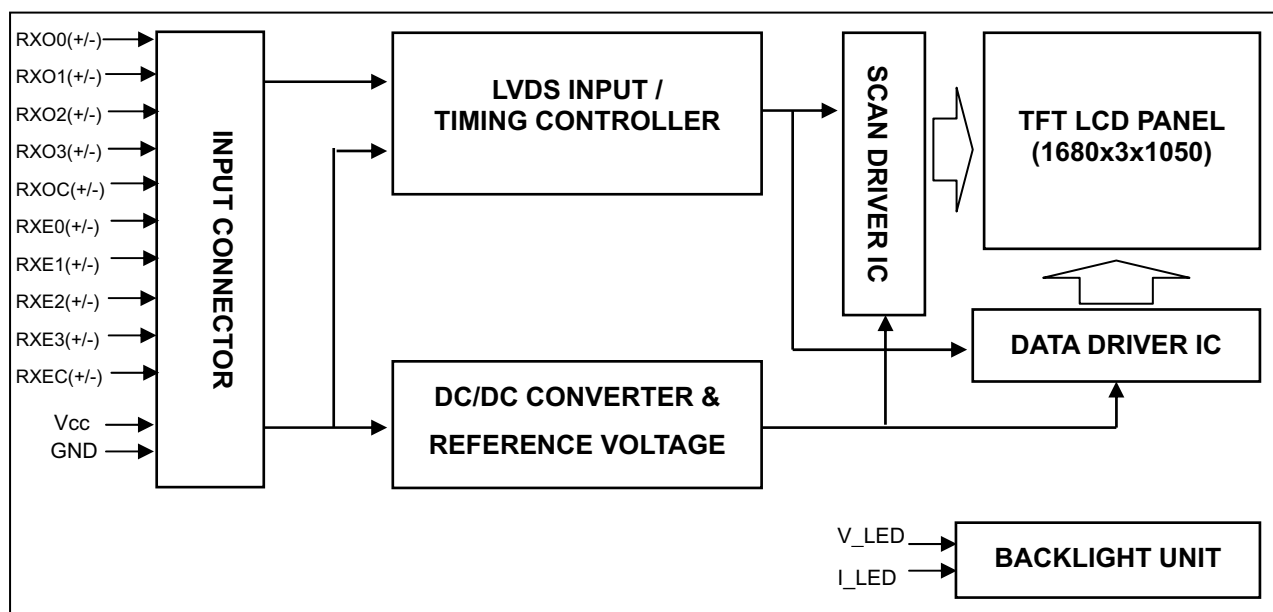 RXO0(+/-)
RXO1(+/-)
RXO2(+/-)
RXO3(+/-)
RXOC(+/-)
RXE0(+/-)
RXE1(+/-)
RXE2(+/-)
RXE3(+/-)
RXEC(+/-)
Vcc
GND
INPUT CONNECTOR
LVDS INPUT /
TIMING CONTROLLER
DC/DC CONVERTER &
REFERENCE VOLTAGE
SCAN DRIVER IC
TFT LCD PANEL
(1680x3x1050)
DATA DRIVER IC
V_LED
I_LED
BACKLIGHT UNIT